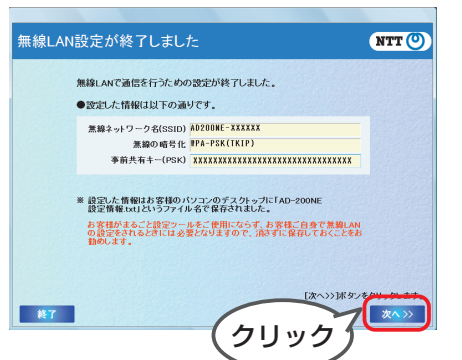 無線LAN設定が終了しました
NTT
無線LANで通信を行うための設定が終了しました。
●設定した情報は以下の通りです。
無線ネットワーク名(SSID) AD200NE-XXXXXX
無線の暗号化 WPA-PSK(TKIP)
事前共有キー(PSK) XXXXXXXXXXXXXXXXXXXXXXXXXXXXXXXX
※ 設定した情報はお客様のパソコンのデスクトップに「AD-200NE
設定情報.txt」というファイル名で保存されました。
お客様がまるごと設定ツールをご使用にならず、お客様ご自身で無線LAN
の設定をされるときには必要となりますので、消さずに保存しておくことをお
勧めします。
[次へ>>]ボタンをクリックします。
終了
次へ>>
クリック